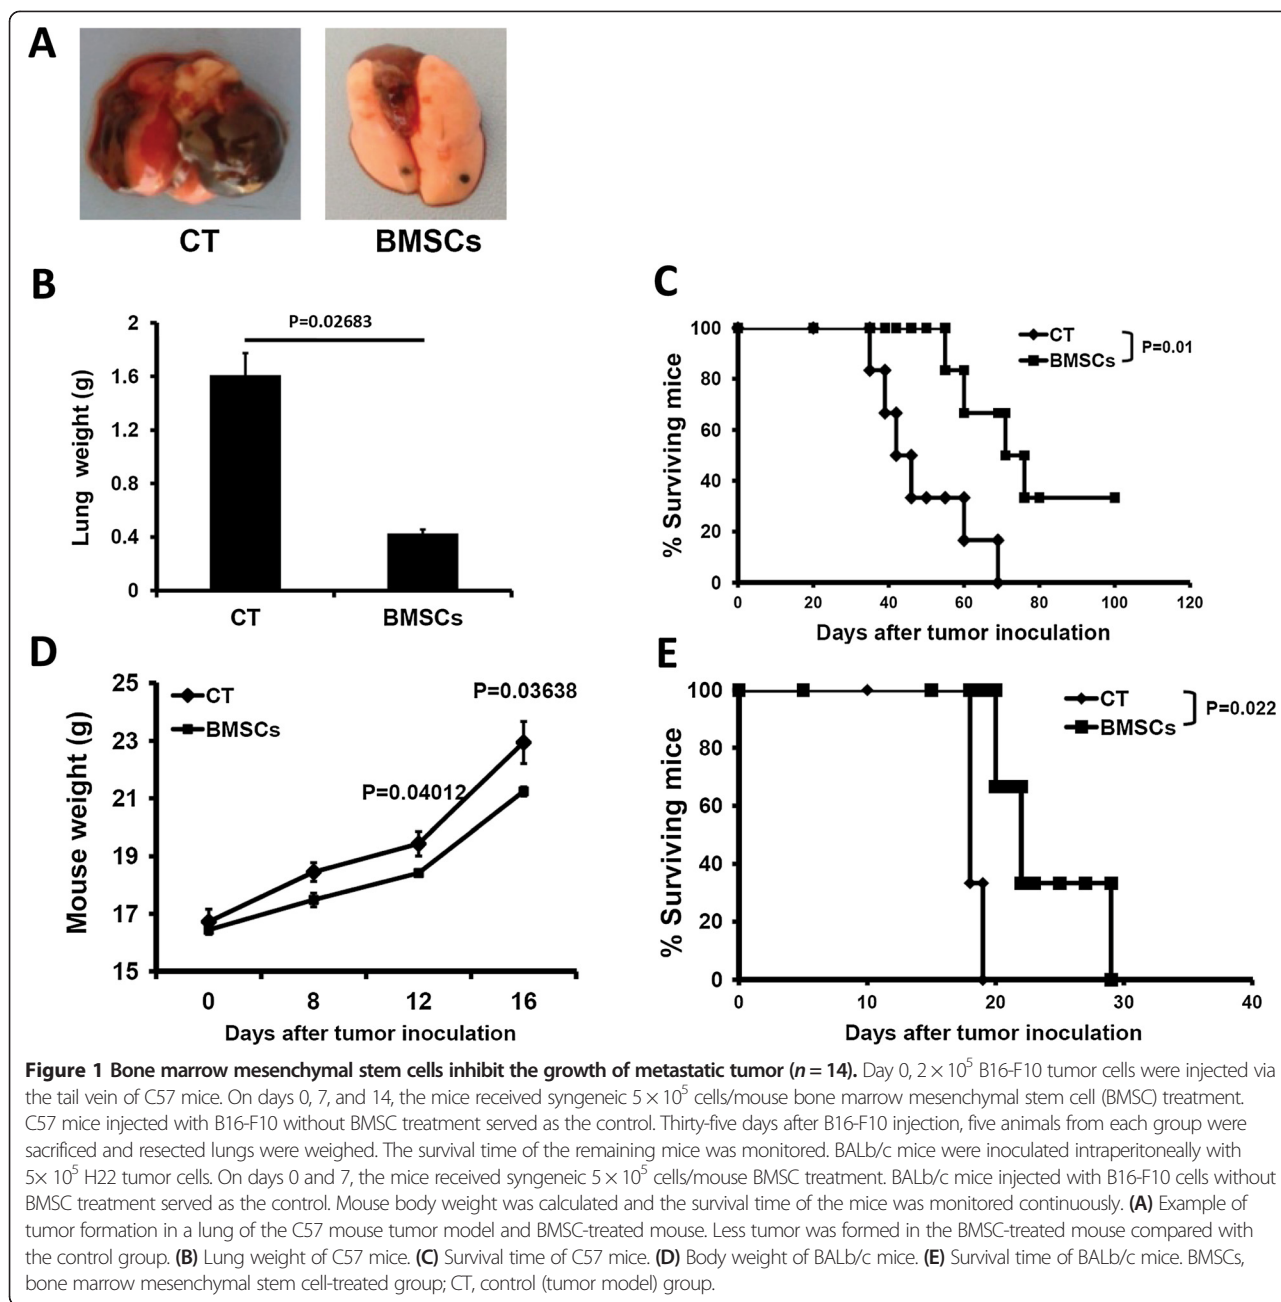 A
CT
BMSCs
B
P=0.02683
2
1.6
1.2
0.8
0.4
0
Lung weight (g)
CT
BMSCs
C
100
80
60
40
20
0
% Surviving mice
CT
BMSCs
P=0.01
0 20 40 60 80 100 120
Days after tumor inoculation
D
25
23
21
19
17
15
Mouse weight (g)
CT
BMSCs
P=0.03638
P=0.04012
0 8 12 16
Days after tumor inoculation
E
100
80
60
40
20
0
% Surviving mice
CT
BMSCs
P=0.022
0 10 20 30 40
Days after tumor inoculation
Figure 1 Bone marrow mesenchymal stem cells inhibit the growth of metastatic tumor (n = 14). Day 0, 2 × 10⁵ B16-F10 tumor cells were injected via
the tail vein of C57 mice. On days 0, 7, and 14, the mice received syngeneic 5 × 10⁵ cells/mouse bone marrow mesenchymal stem cell (BMSC) treatment.
C57 mice injected with B16-F10 without BMSC treatment served as the control. Thirty-five days after B16-F10 injection, five animals from each group were
sacrificed and resected lungs were weighed. The survival time of the remaining mice was monitored. BALb/c mice were inoculated intraperitoneally with
5× 10⁵ H22 tumor cells. On days 0 and 7, the mice received syngeneic 5 × 10⁵ cells/mouse BMSC treatment. BALb/c mice injected with B16-F10 cells without
BMSC treatment served as the control. Mouse body weight was calculated and the survival time of the mice was monitored continuously. (A) Example of
tumor formation in a lung of the C57 mouse tumor model and BMSC-treated mouse. Less tumor was formed in the BMSC-treated mouse compared with
the control group. (B) Lung weight of C57 mice. (C) Survival time of C57 mice. (D) Body weight of BALb/c mice. (E) Survival time of BALb/c mice. BMSCs,
bone marrow mesenchymal stem cell-treated group; CT, control (tumor model) group.